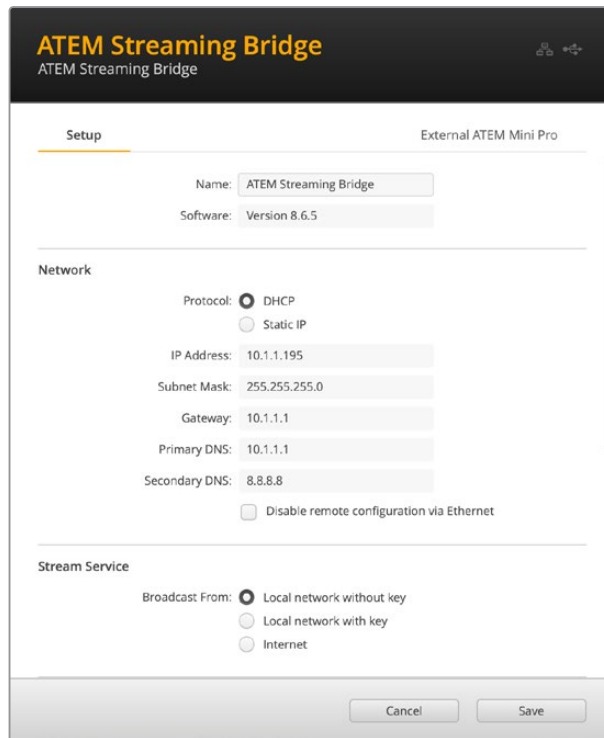 ATEM Streaming Bridge
ATEM Streaming Bridge
Setup
External ATEM Mini Pro
Name: ATEM Streaming Bridge
Software: Version 8.6.5
Network
Protocol: DHCP
Static IP
IP Address: 10.1.1.195
Subnet Mask: 255.255.255.0
Gateway: 10.1.1.1
Primary DNS: 10.1.1.1
Secondary DNS: 8.8.8.8
Disable remote configuration via Ethernet
Stream Service
Broadcast From: Local network without key
Local network with key
Internet
Cancel
Save